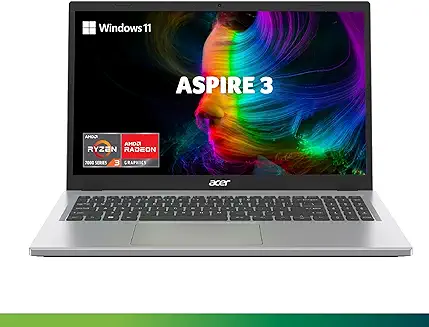 Windows 11
ASPIRE 3
AMD
RYZEN
7000 SERIES 3
AMD
RADEON
GRAPHICS
acer